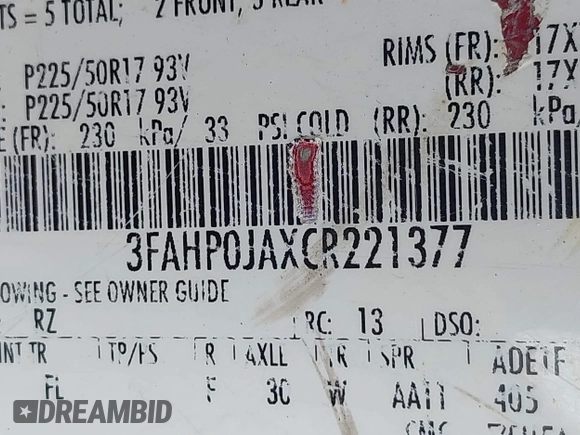 TS = 5 TOTAL; 2 FRONT, 3 REAR
P225/50R17 93V RIMS (FR): 17X
P225/50R17 93V (RR): 17X
E (FR): 230 kPa/ 33 PSI COLD (RR): 230 kPa
3FAHP0JAXCR221377
OWING - SEE OWNER GUIDE
RZ RC: 13 DSO:
INT TR TP/PS R AXLE TR SPR
FL F 30 W AA11 405
DREAMBID